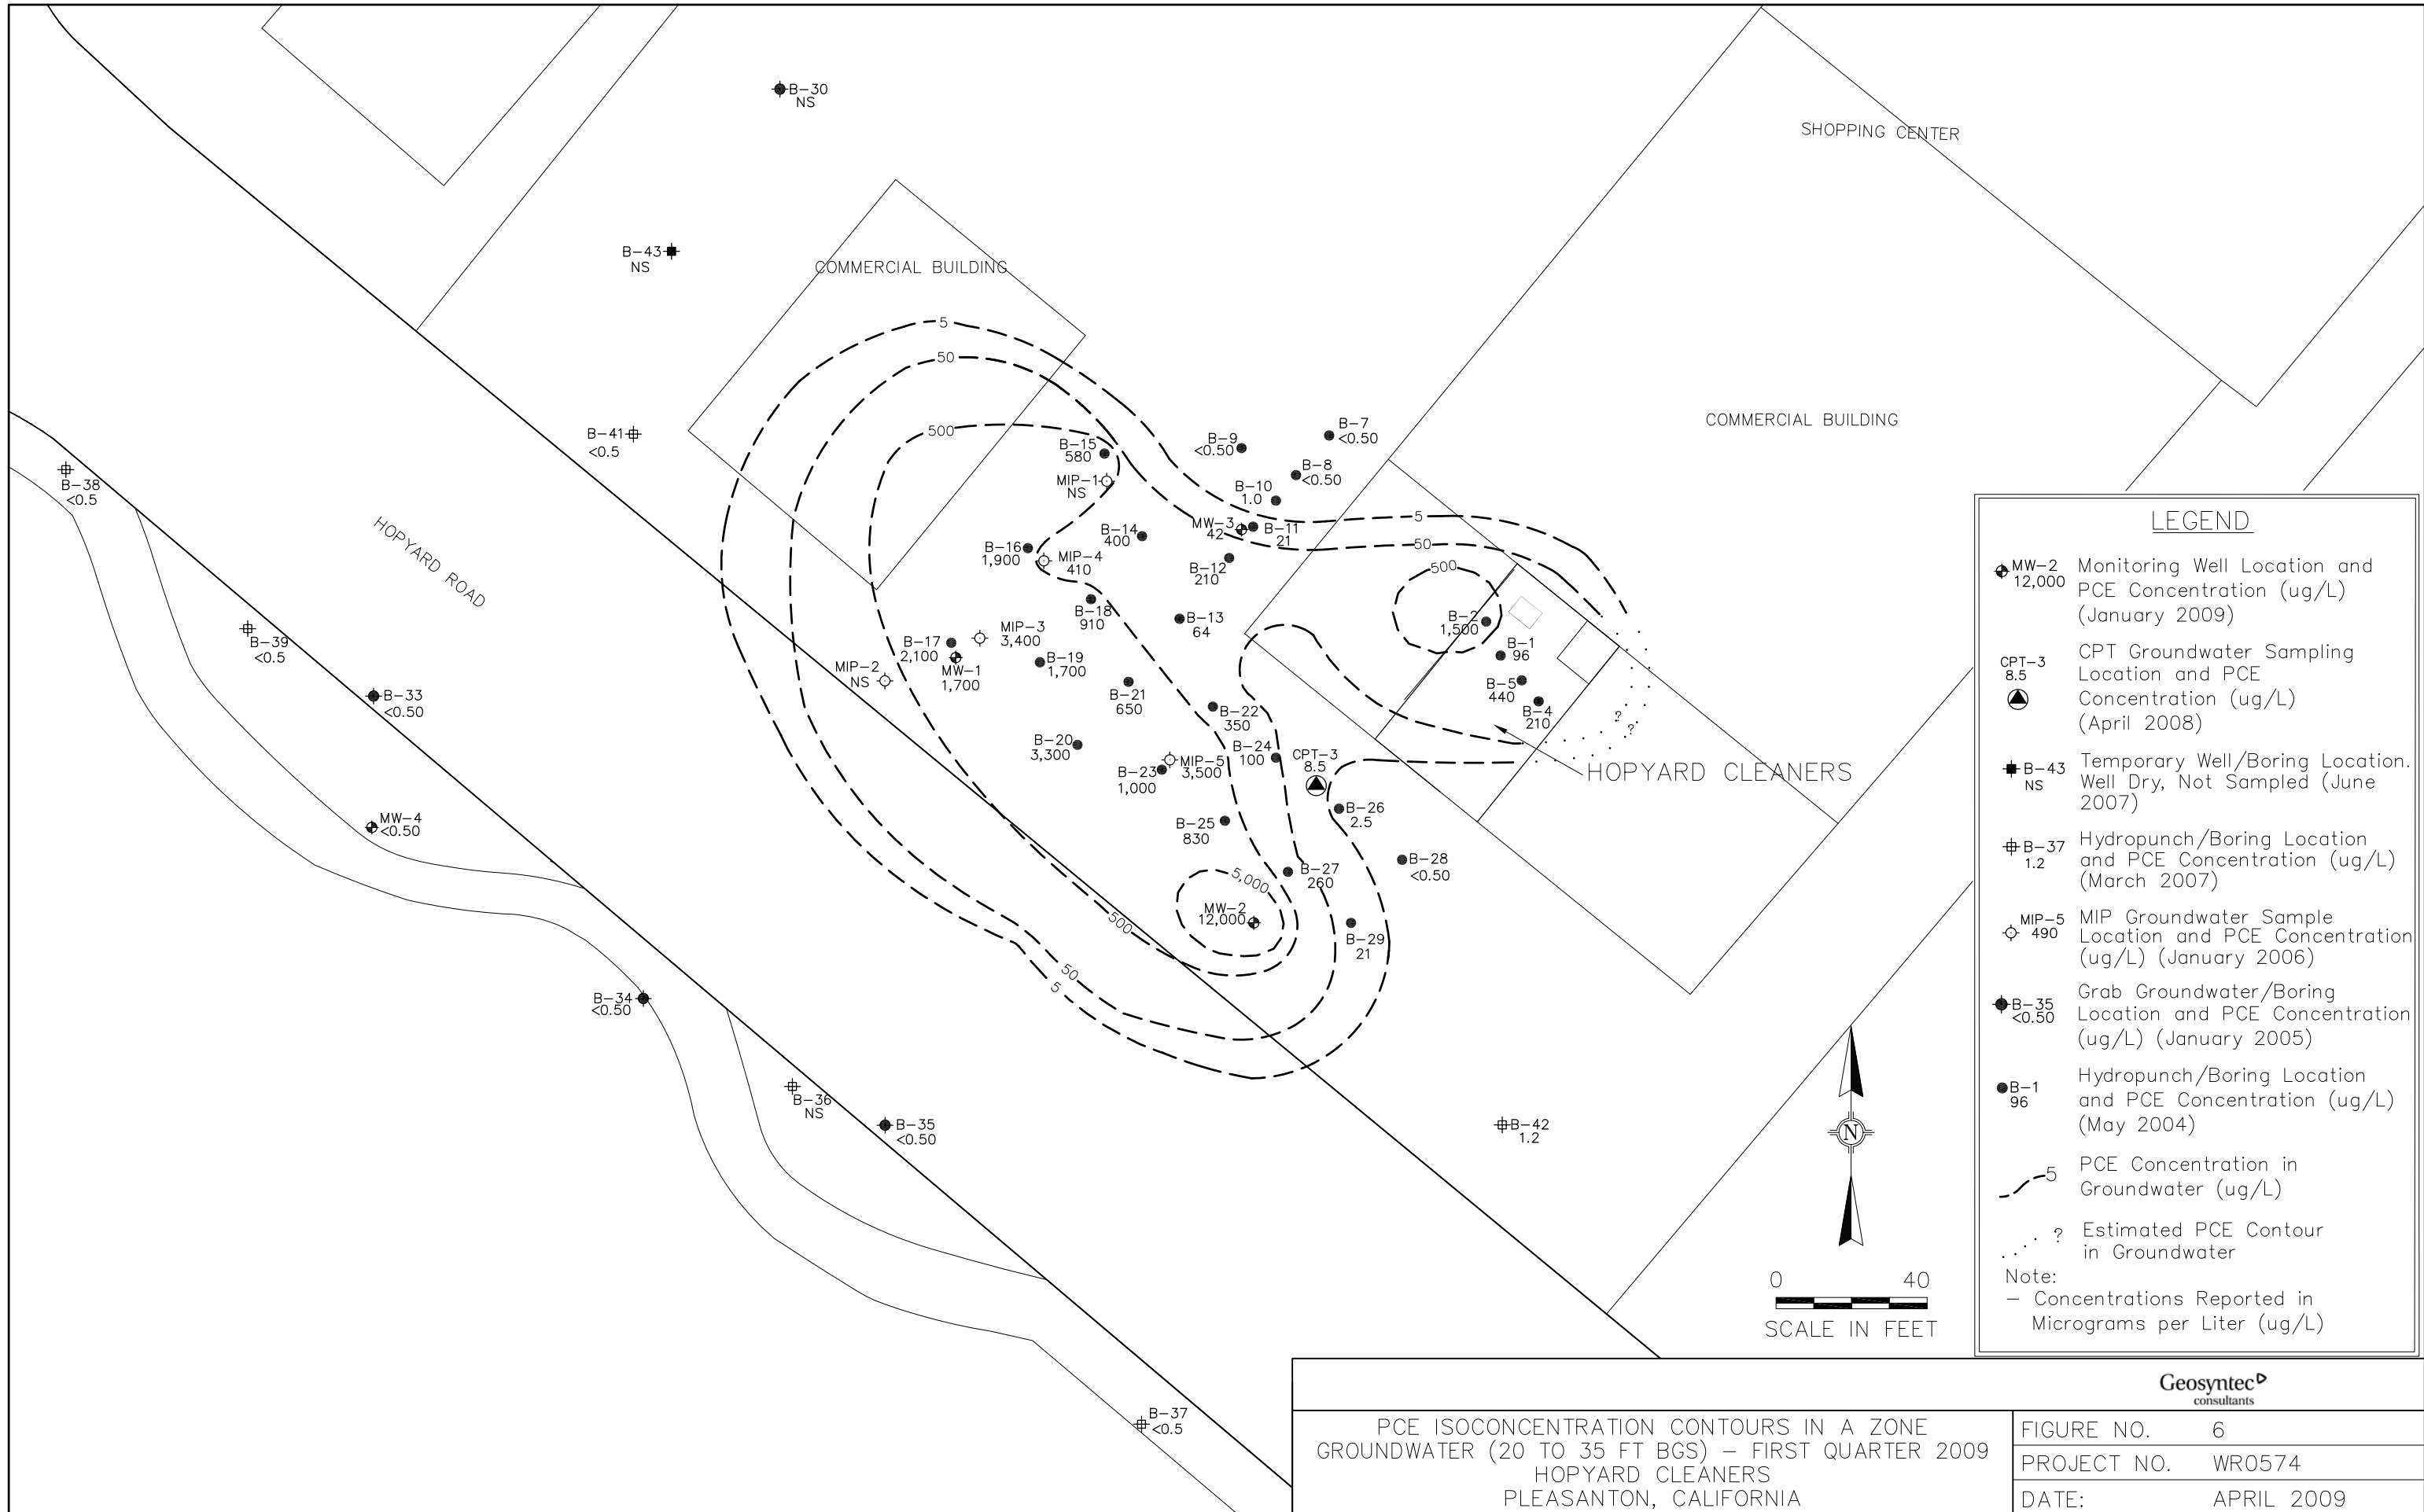 B-30
NS
SHOPPING CENTER
B-43
NS
COMMERCIAL BUILDING
5
50
500
B-41
<0.5
B-38
<0.5
HOPYARD ROAD
B-39
<0.5
B-33
<0.50
MW-4
<0.50
B-34
<0.50
B-36
NS
B-35
<0.50
B-37
<0.5
B-42
1.2
B-15
580
MIP-1
NS
B-14
400
B-16
1,900
MIP-4
410
B-18
910
B-17
2,100
MIP-3
3,400
MW-1
1,700
MIP-2
NS
B-19
1,700
B-21
650
B-20
3,300
B-22
350
B-23
1,000
MIP-5
3,500
B-24
100
CPT-3
8.5
B-25
830
B-26
2.5
B-27
260
B-28
<0.50
B-29
21
5,000
MW-2
12,000
500
50
5
B-9
<0.50
B-7
<0.50
B-8
<0.50
B-10
1.0
MW-3
42
B-11
21
B-12
210
B-13
64
COMMERCIAL BUILDING
5
50
500
B-2
1,500
B-1
96
B-5
440
B-4
210
?
?
HOPYARD CLEANERS
LEGEND
MW-2
12,000
Monitoring Well Location and
PCE Concentration (ug/L)
(January 2009)
CPT-3
8.5
CPT Groundwater Sampling
Location and PCE
Concentration (ug/L)
(April 2008)
B-43
NS
Temporary Well/Boring Location.
Well Dry, Not Sampled (June
2007)
B-37
1.2
Hydropunch/Boring Location
and PCE Concentration (ug/L)
(March 2007)
MIP-5
490
MIP Groundwater Sample
Location and PCE Concentration
(ug/L) (January 2006)
B-35
<0.50
Grab Groundwater/Boring
Location and PCE Concentration
(ug/L) (January 2005)
B-1
96
Hydropunch/Boring Location
and PCE Concentration (ug/L)
(May 2004)
5
PCE Concentration in
Groundwater (ug/L)
?
Estimated PCE Contour
in Groundwater
Note:
- Concentrations Reported in
Micrograms per Liter (ug/L)
N
0 40
SCALE IN FEET
Geosyntec
consultants
PCE ISOCONCENTRATION CONTOURS IN A ZONE
GROUNDWATER (20 TO 35 FT BGS) - FIRST QUARTER 2009
HOPYARD CLEANERS
PLEASANTON, CALIFORNIA
FIGURE NO. 6
PROJECT NO. WR0574
DATE: APRIL 2009